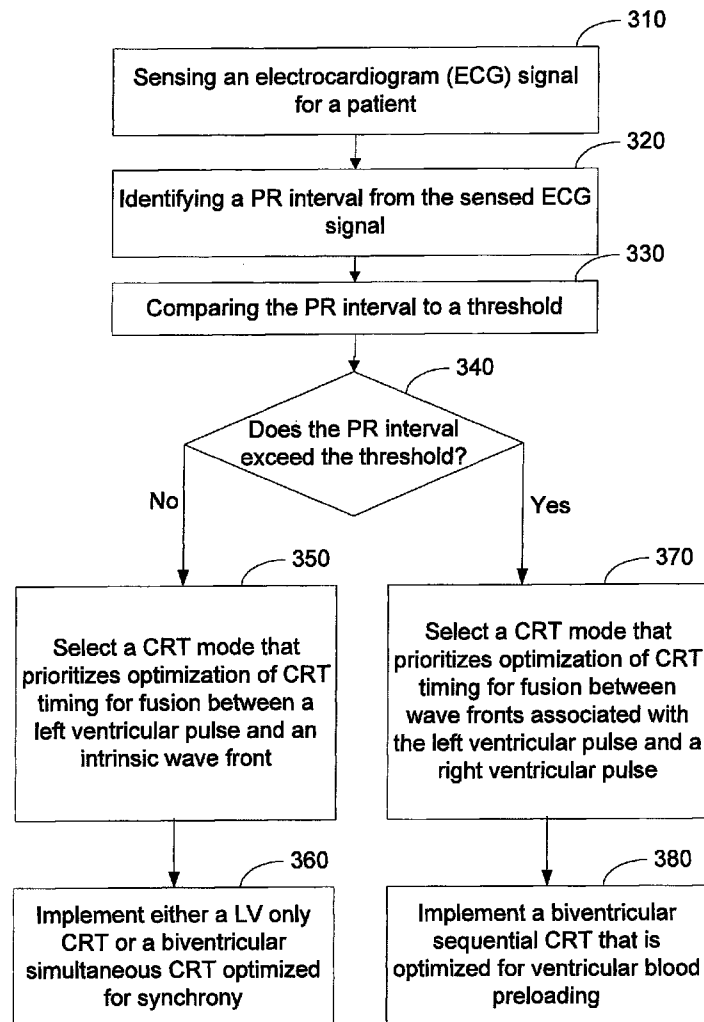 310
Sensing an electrocardiogram (ECG) signal
for a patient
320
Identifying a PR interval from the sensed ECG
signal
330
Comparing the PR interval to a threshold
340
Does the PR interval
exceed the threshold?
No
Yes
350
Select a CRT mode that
prioritizes optimization of CRT
timing for fusion between a
left ventricular pulse and an
intrinsic wave front
370
Select a CRT mode that
prioritizes optimization of CRT
timing for fusion between
wave fronts associated with
the left ventricular pulse and a
right ventricular pulse
360
Implement either a LV only
CRT or a biventricular
simultaneous CRT optimized
for synchrony
380
Implement a biventricular
sequential CRT that is
optimized for ventricular blood
preloading